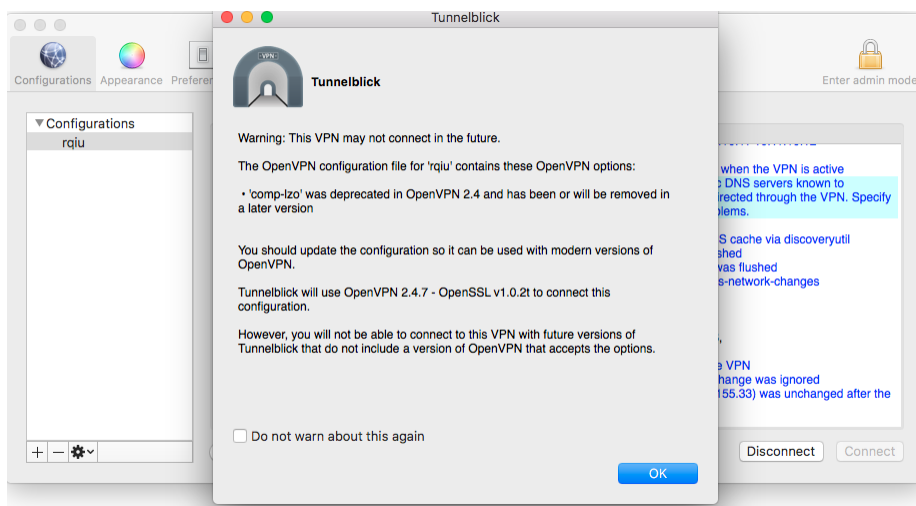 Tunnelblick
Configurations
Appearance
Preferen
Enter admin mode
VPN
Tunnelblick
Configurations
rqiu
Warning: This VPN may not connect in the future.
The OpenVPN configuration file for 'rqiu' contains these OpenVPN options:
• 'comp-lzo' was deprecated in OpenVPN 2.4 and has been or will be removed in
a later version
You should update the configuration so it can be used with modern versions of
OpenVPN.
Tunnelblick will use OpenVPN 2.4.7 - OpenSSL v1.0.2t to connect this
configuration.
However, you will not be able to connect to this VPN with future versions of
Tunnelblick that do not include a version of OpenVPN that accepts the options.
Do not warn about this again
OK
when the VPN is active
c DNS servers known to
irected through the VPN. Specify
lems.
S cache via discoveryutil
shed
was flushed
s-network-changes
e VPN
hange was ignored
155.33) was unchanged after the
Disconnect
Connect